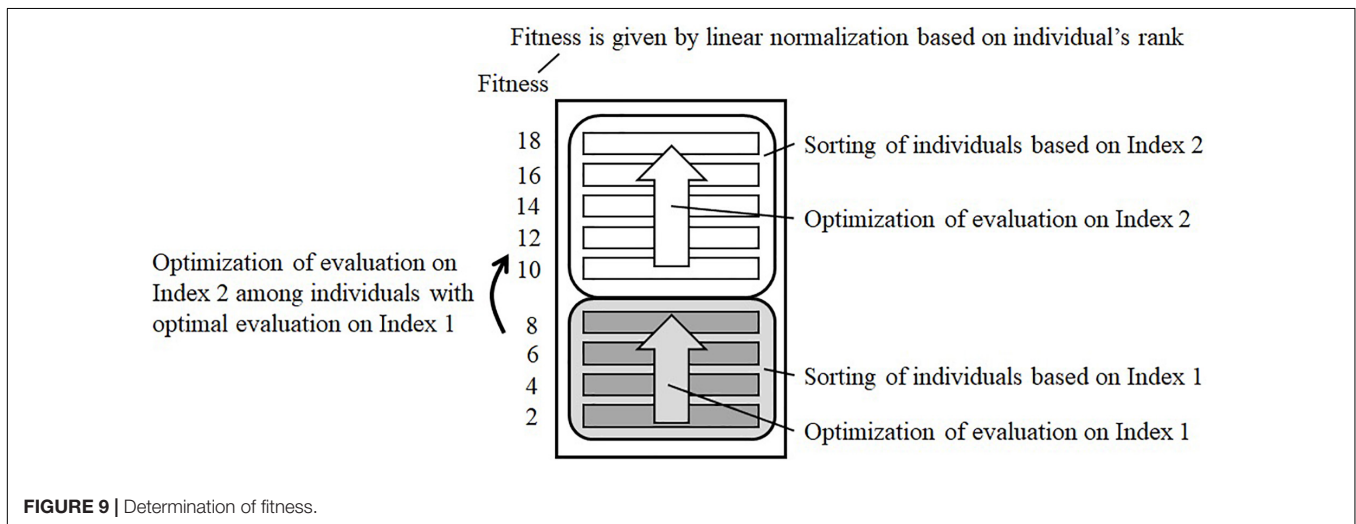 Fitness is given by linear normalization based on individual's rank
Fitness
18
16
14
12
10
8
6
4
2
Sorting of individuals based on Index 2
Optimization of evaluation on Index 2
Optimization of evaluation on
Index 2 among individuals with
optimal evaluation on Index 1
Sorting of individuals based on Index 1
Optimization of evaluation on Index 1
FIGURE 9 | Determination of fitness.